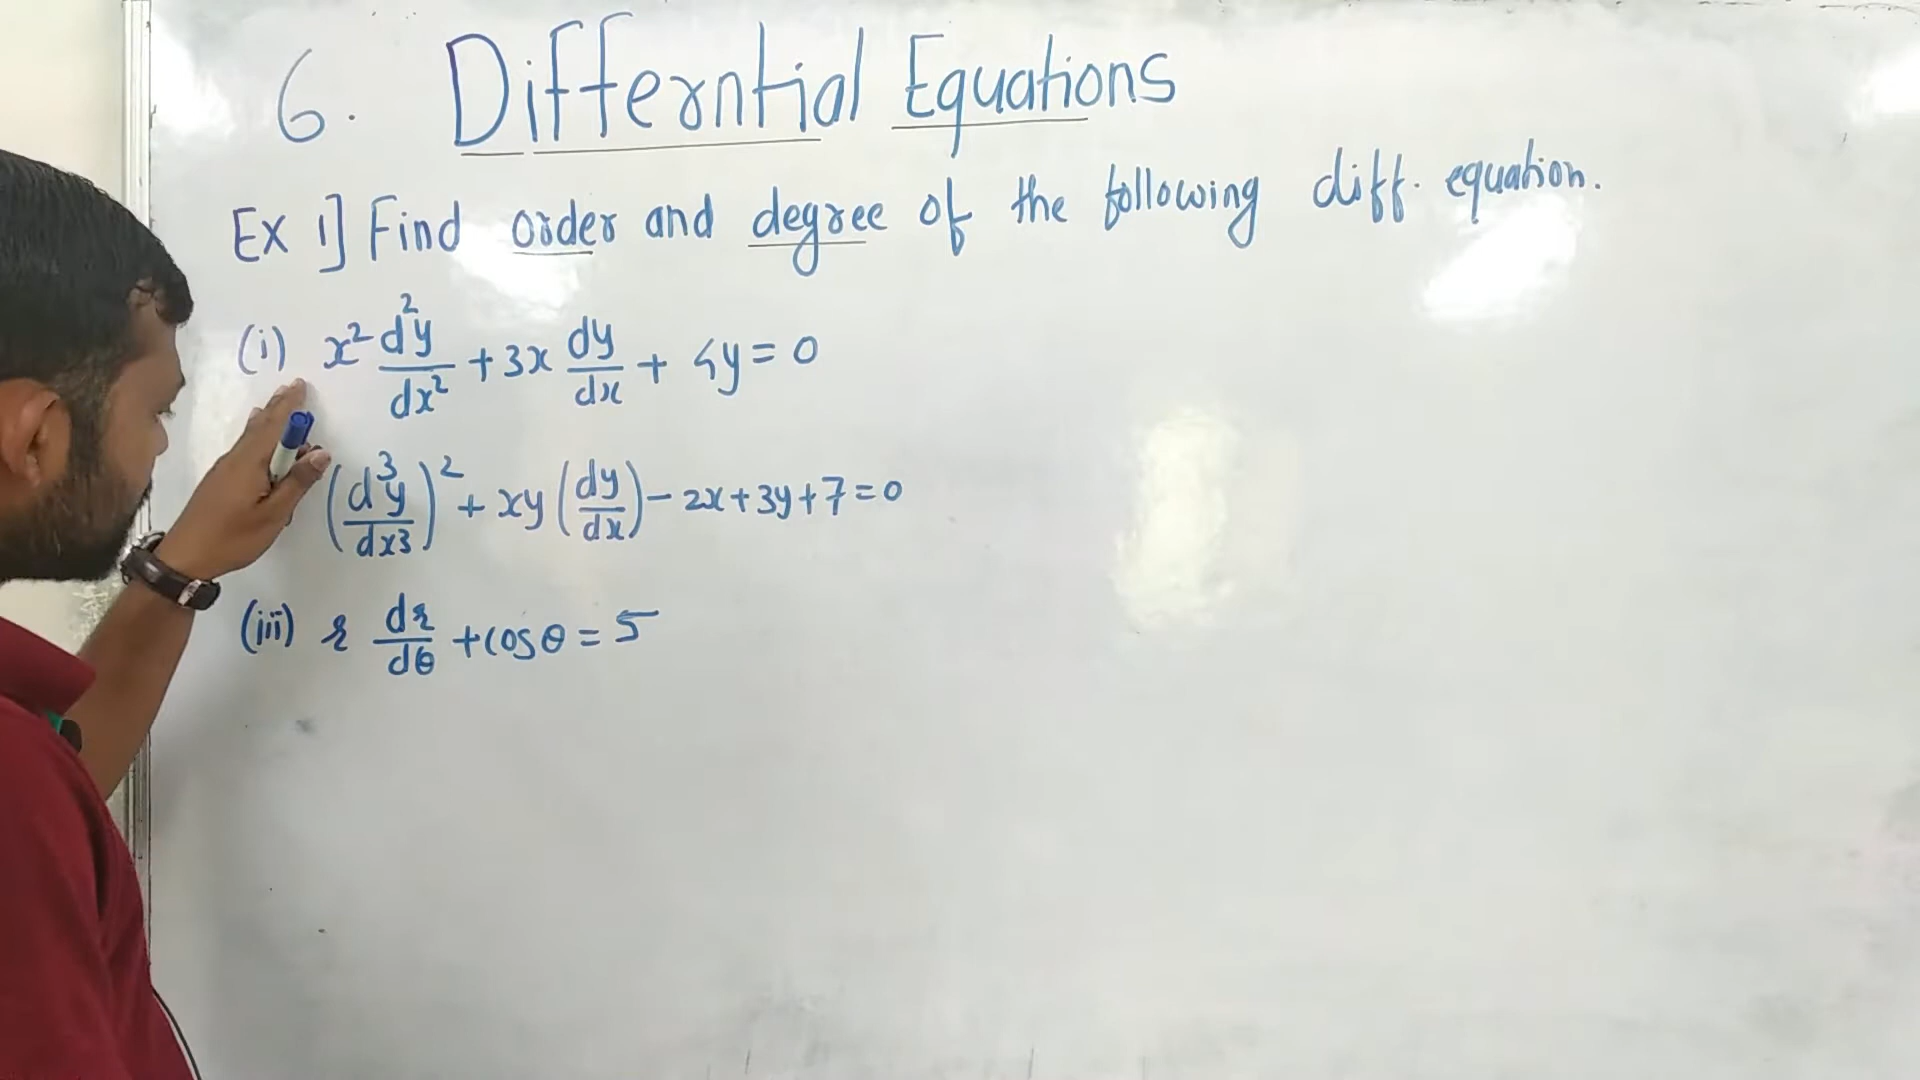 6. Differntial Equations
Ex 1] Find order and degree of the following diff. equation.
(i) x² d²y/dx² + 3x dy/dx + 4y = 0
(d³y/dx³)² + xy (dy/dx) - 2x + 3y + 7 = 0
(iii) r dr/dθ + cosθ = 5